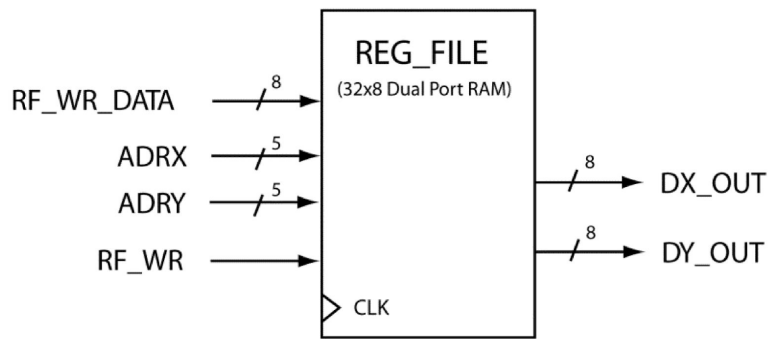 REG_FILE
(32x8 Dual Port RAM)
RF_WR_DATA
8
ADRX
5
ADRY
5
RF_WR
CLK
8
DX_OUT
8
DY_OUT